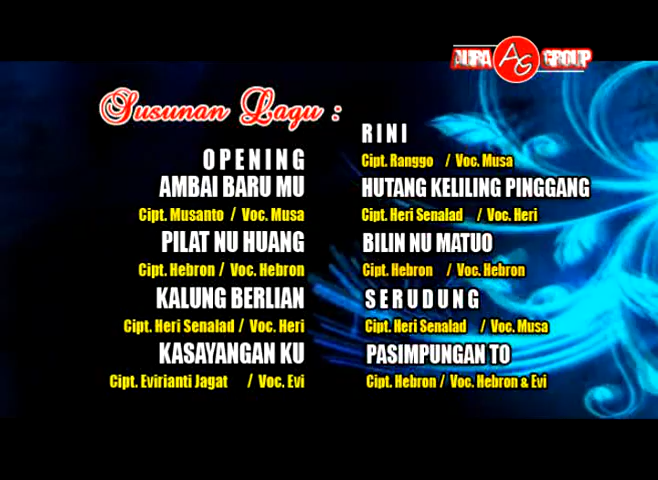 AURA AG GROUP
Susunan Lagu :
OPENING
AMBAI BARU MU
Cipt. Musanto / Voc. Musa
PILAT NU HUANG
Cipt. Hebron / Voc. Hebron
KALUNG BERLIAN
Cipt. Heri Senalad / Voc. Heri
KASAYANGAN KU
Cipt. Evirianti Jagat / Voc. Evi
RINI
Cipt. Ranggo / Voc. Musa
HUTANG KELILING PINGGANG
Cipt. Heri Senalad / Voc. Heri
BILIN NU MATUO
Cipt. Hebron / Voc. Hebron
SERUDUNG
Cipt. Heri Senalad / Voc. Musa
PASIMPUNGAN TO
Cipt. Hebron / Voc. Hebron & Evi